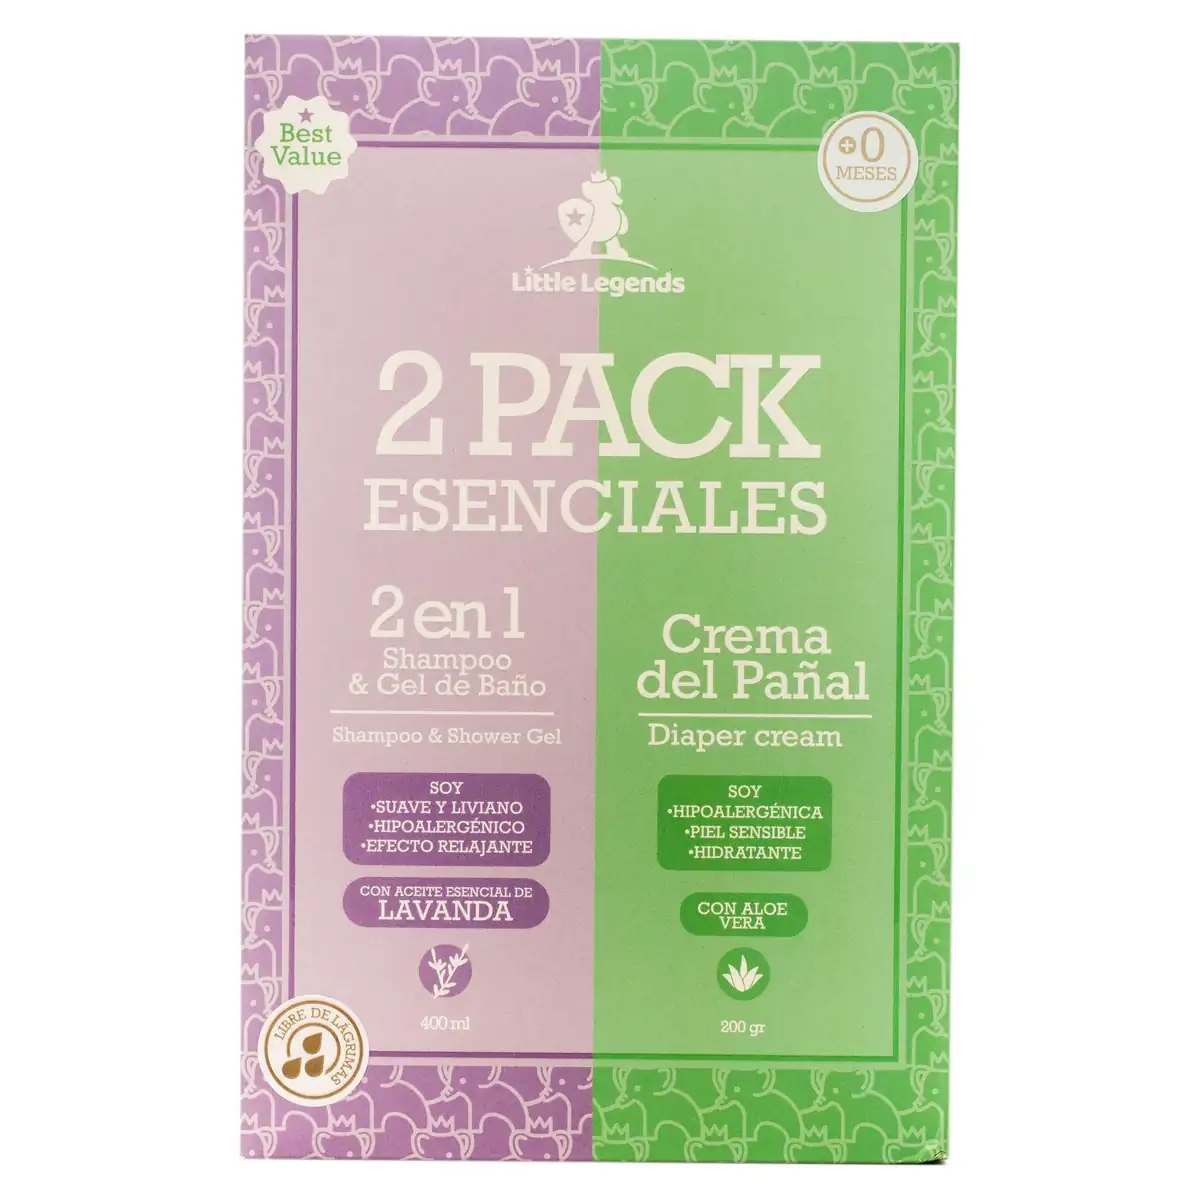 Best
Value
+0
MESES
Little Legends
2 PACK
ESENCIALES
2 en 1
Shampoo
& Gel de Baño
Shampoo & Shower Gel
SOY
•SUAVE Y LIVIANO
•HIPOALERGÉNICO
•EFECTO RELAJANTE
CON ACEITE ESENCIAL DE
LAVANDA
400 ml
LIBRE DE LÁGRIMAS
Crema
del Pañal
Diaper cream
SOY
•HIPOALERGÉNICA
•PIEL SENSIBLE
•HIDRATANTE
CON ALOE
VERA
200 gr